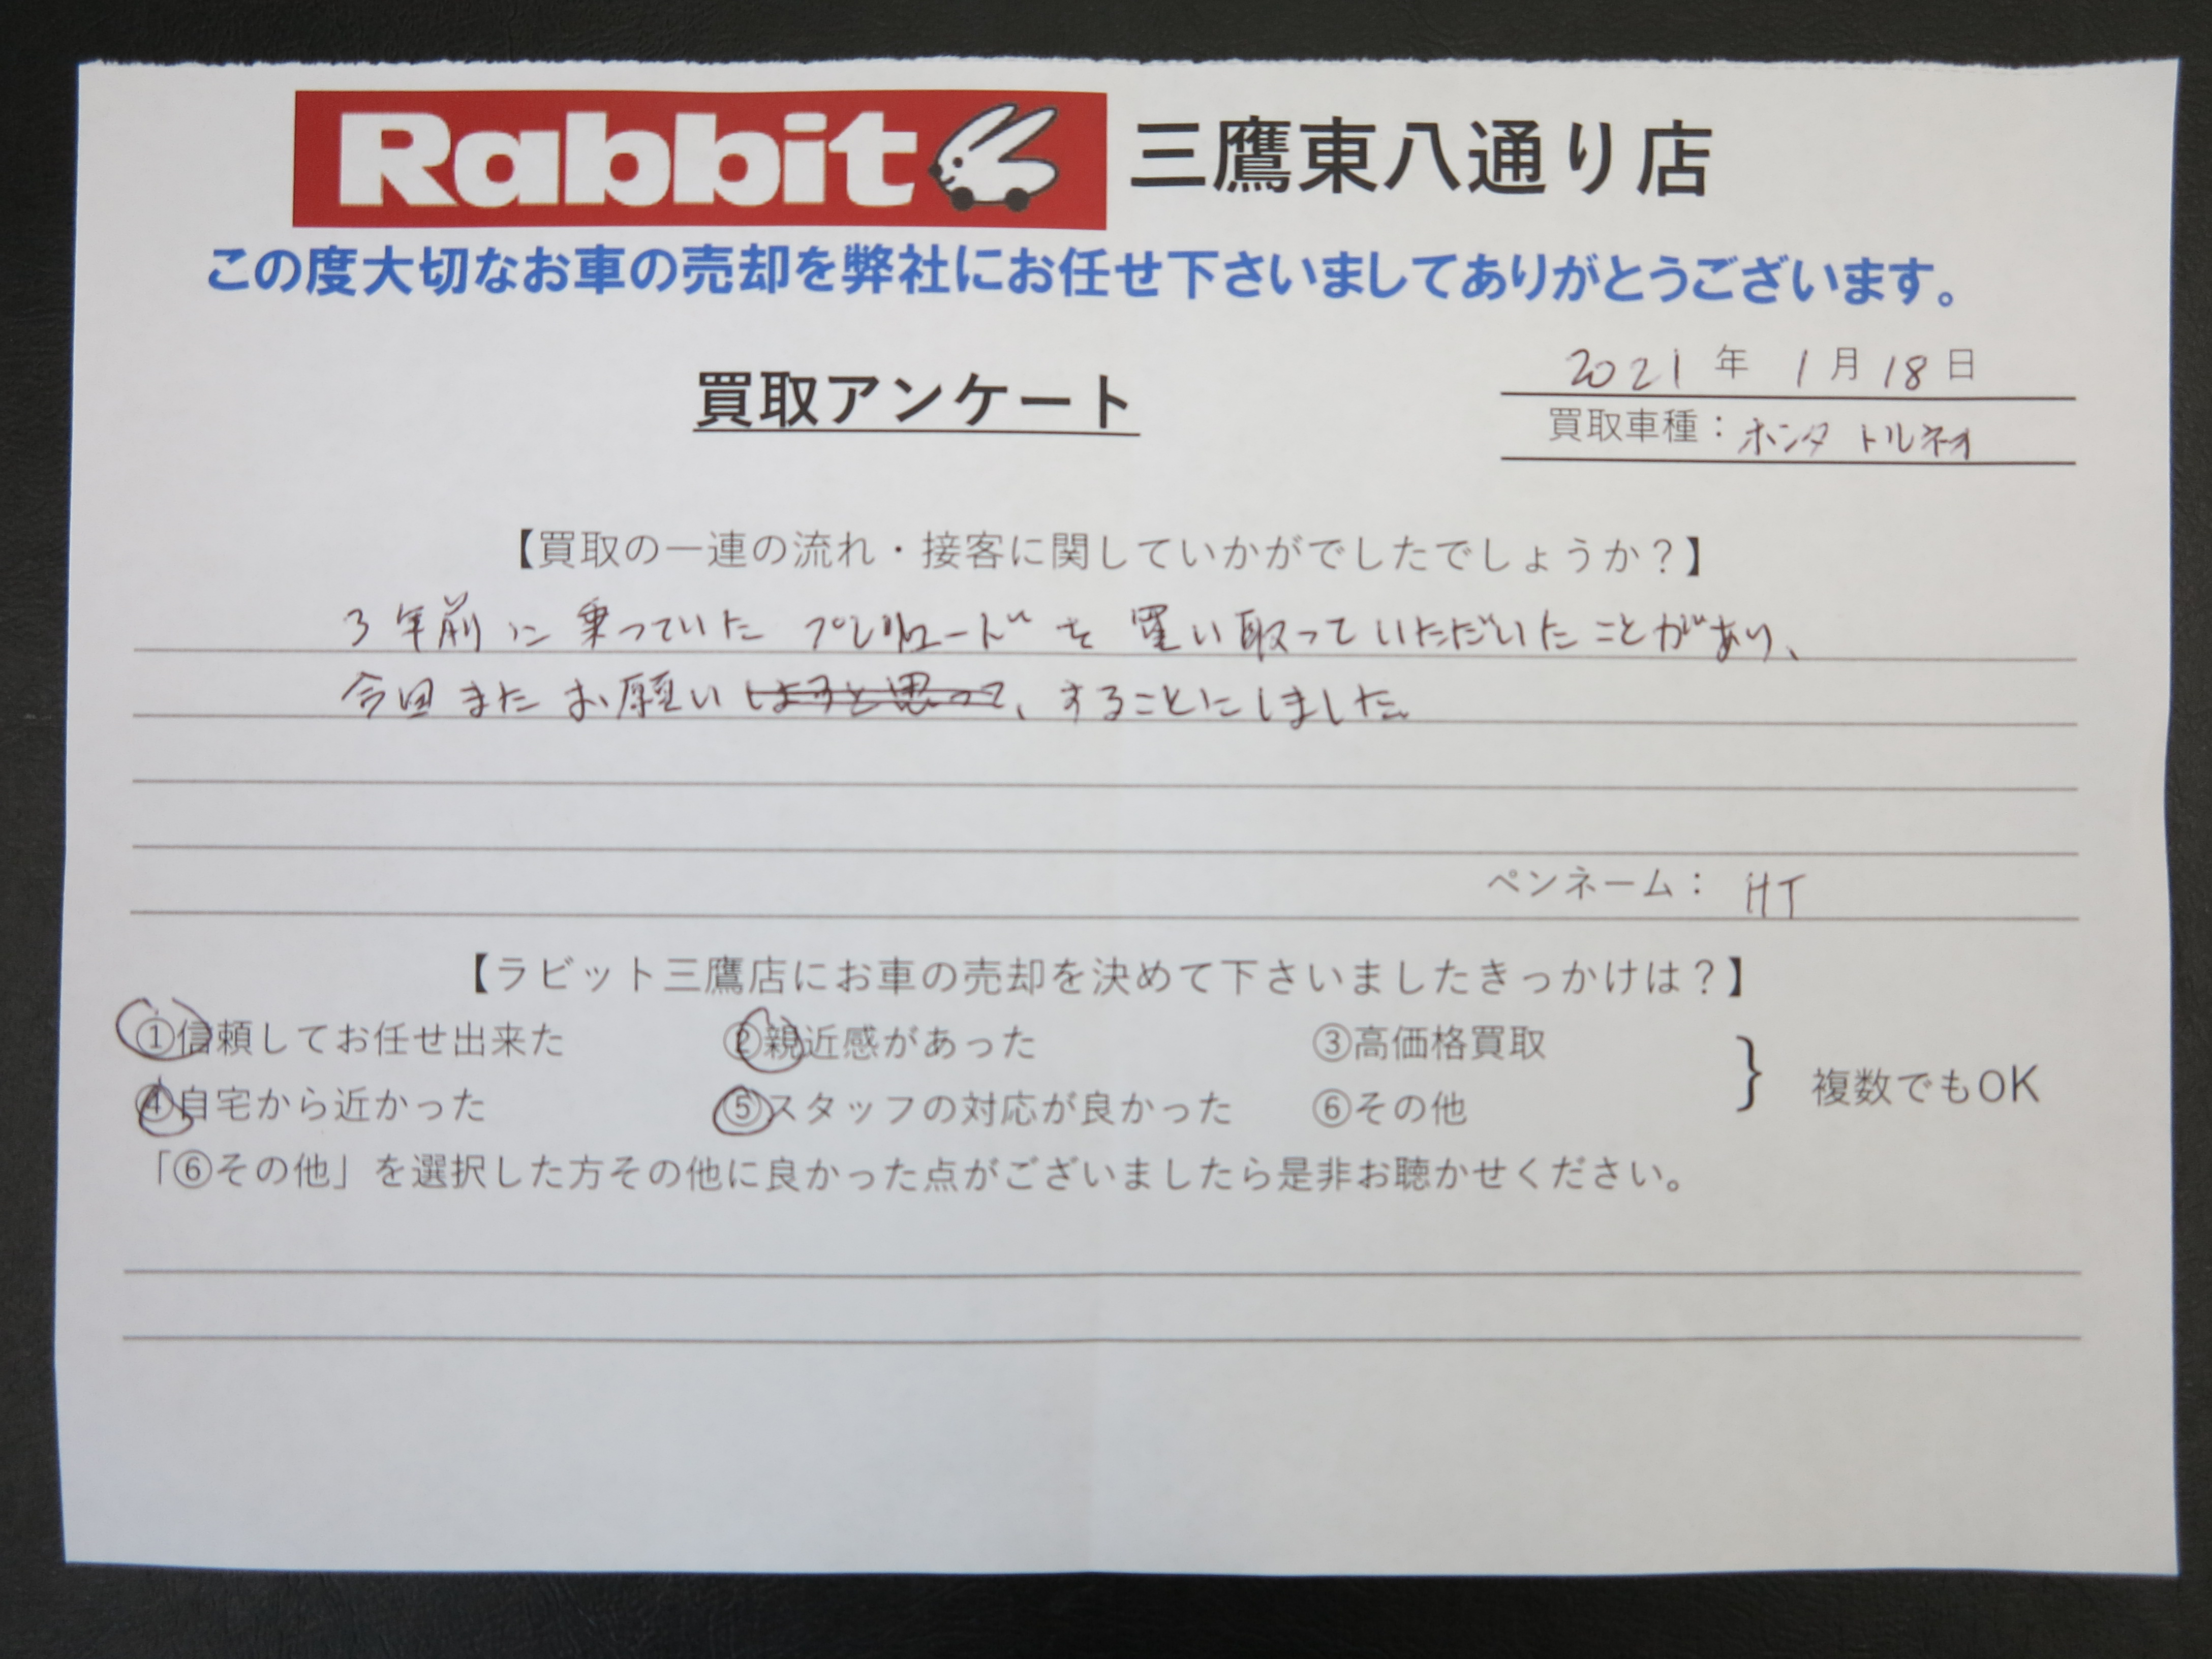 Rabbit 三鷹東八通り店
この度大切なお車の売却を弊社にお任せ下さいましてありがとうございます。
2021年 1月18日
買取アンケート
買取車種：ホンダ トルネオ
【買取の一連の流れ・接客に関していかがでしたでしょうか？】
3年前に乗っていたプレリュードを買い取っていただいたことがあり、
今回またお願いしようと思って、することにしました。
ペンネーム： HT
【ラビット三鷹店にお車の売却を決めて下さいましたきっかけは？】
①信頼してお任せ出来た ②親近感があった ③高価格買取
} 複数でもOK
④自宅から近かった ⑤スタッフの対応が良かった ⑥その他
「⑥その他」を選択した方その他に良かった点がございましたら是非お聴かせください。